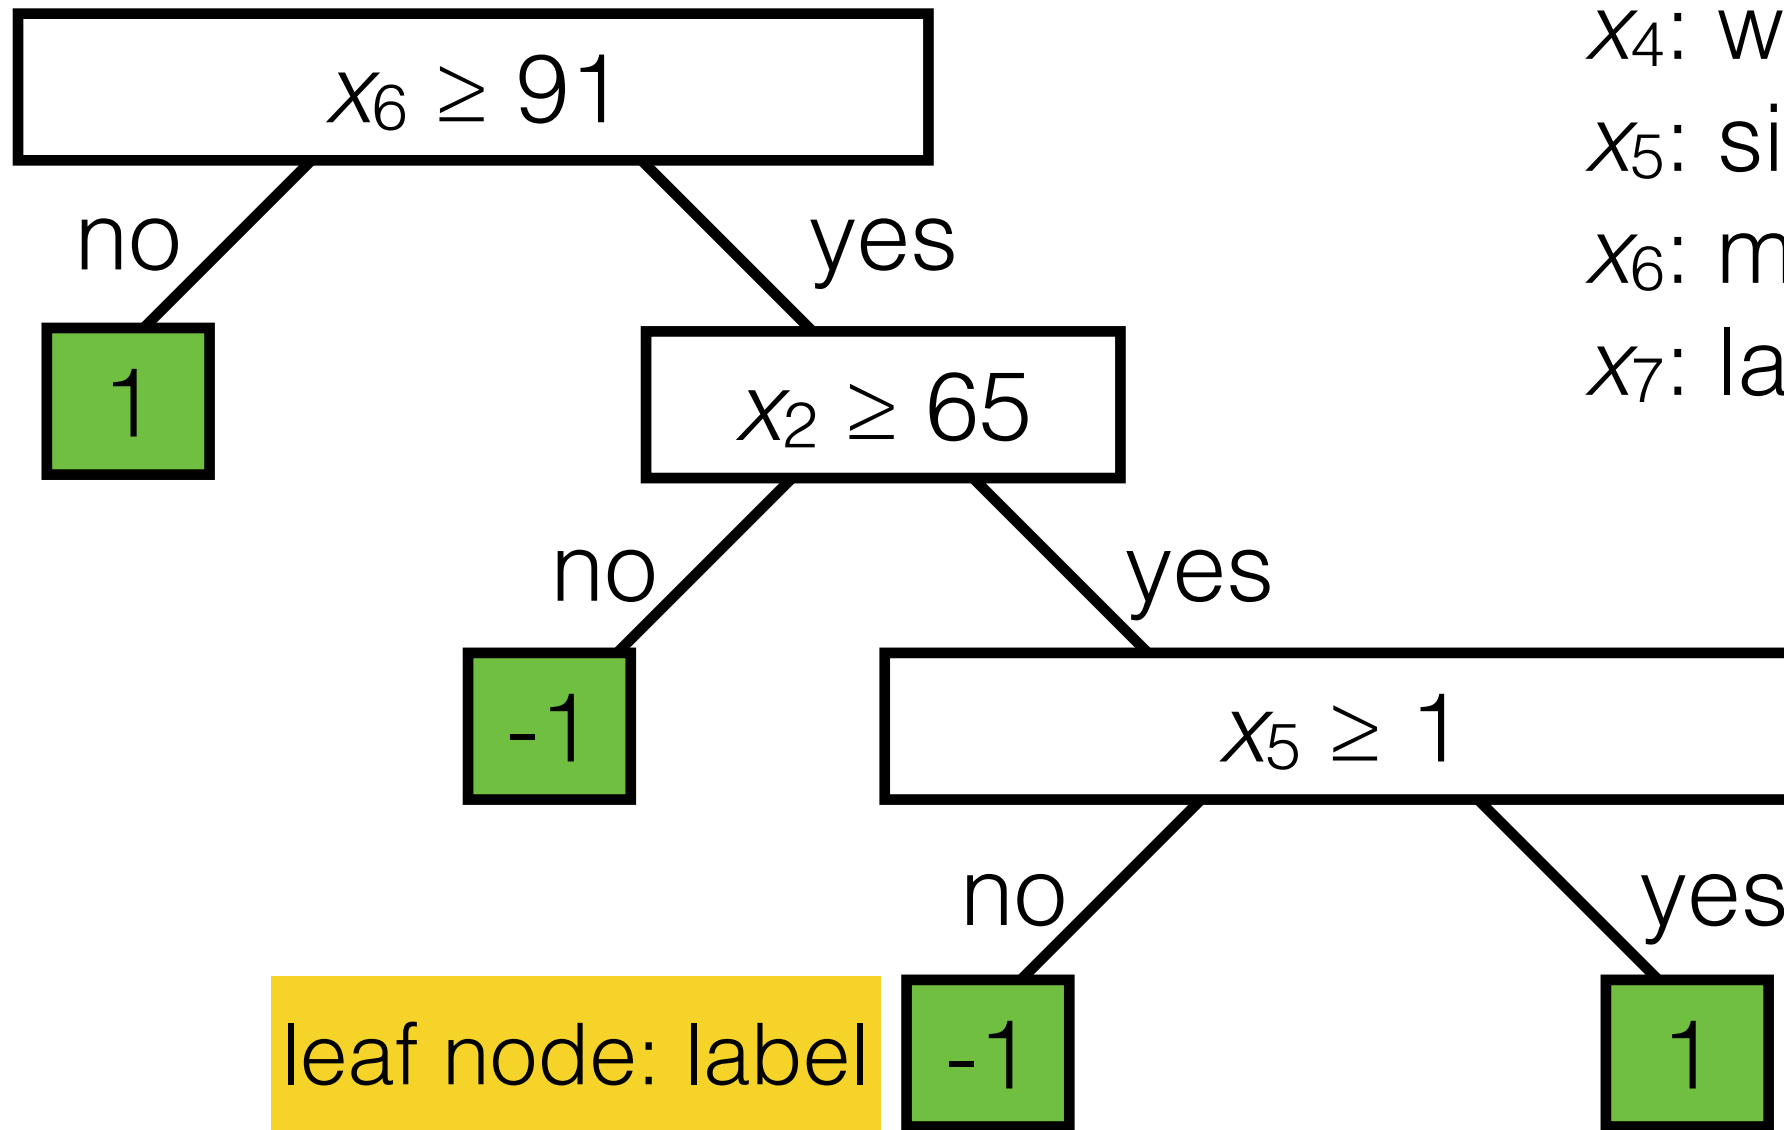 x6 ≥ 91
x4: w
x5: si
x6: m
x7: la
no
yes
1
x2 ≥ 65
no
yes
-1
x5 ≥ 1
no
yes
leaf node: label
-1
1